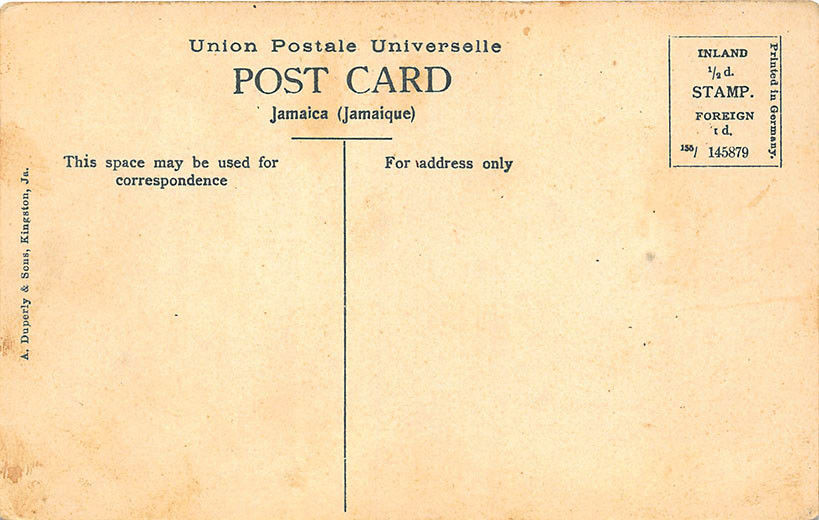 Union Postale Universelle
POST CARD
Jamaica (Jamaique)
This space may be used for
correspondence
For address only
INLAND
½ d.
STAMP.
FOREIGN
1 d.
155/ 145879
Printed in Germany.
A. Duperly & Sons, Kingston, Ja.